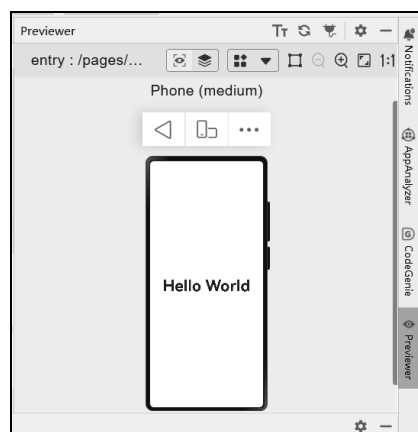 Previewer
entry : /pages/...
1:1
Phone (medium)
Hello World
Notifications
AppAnalyzer
CodeGenie
Previewer